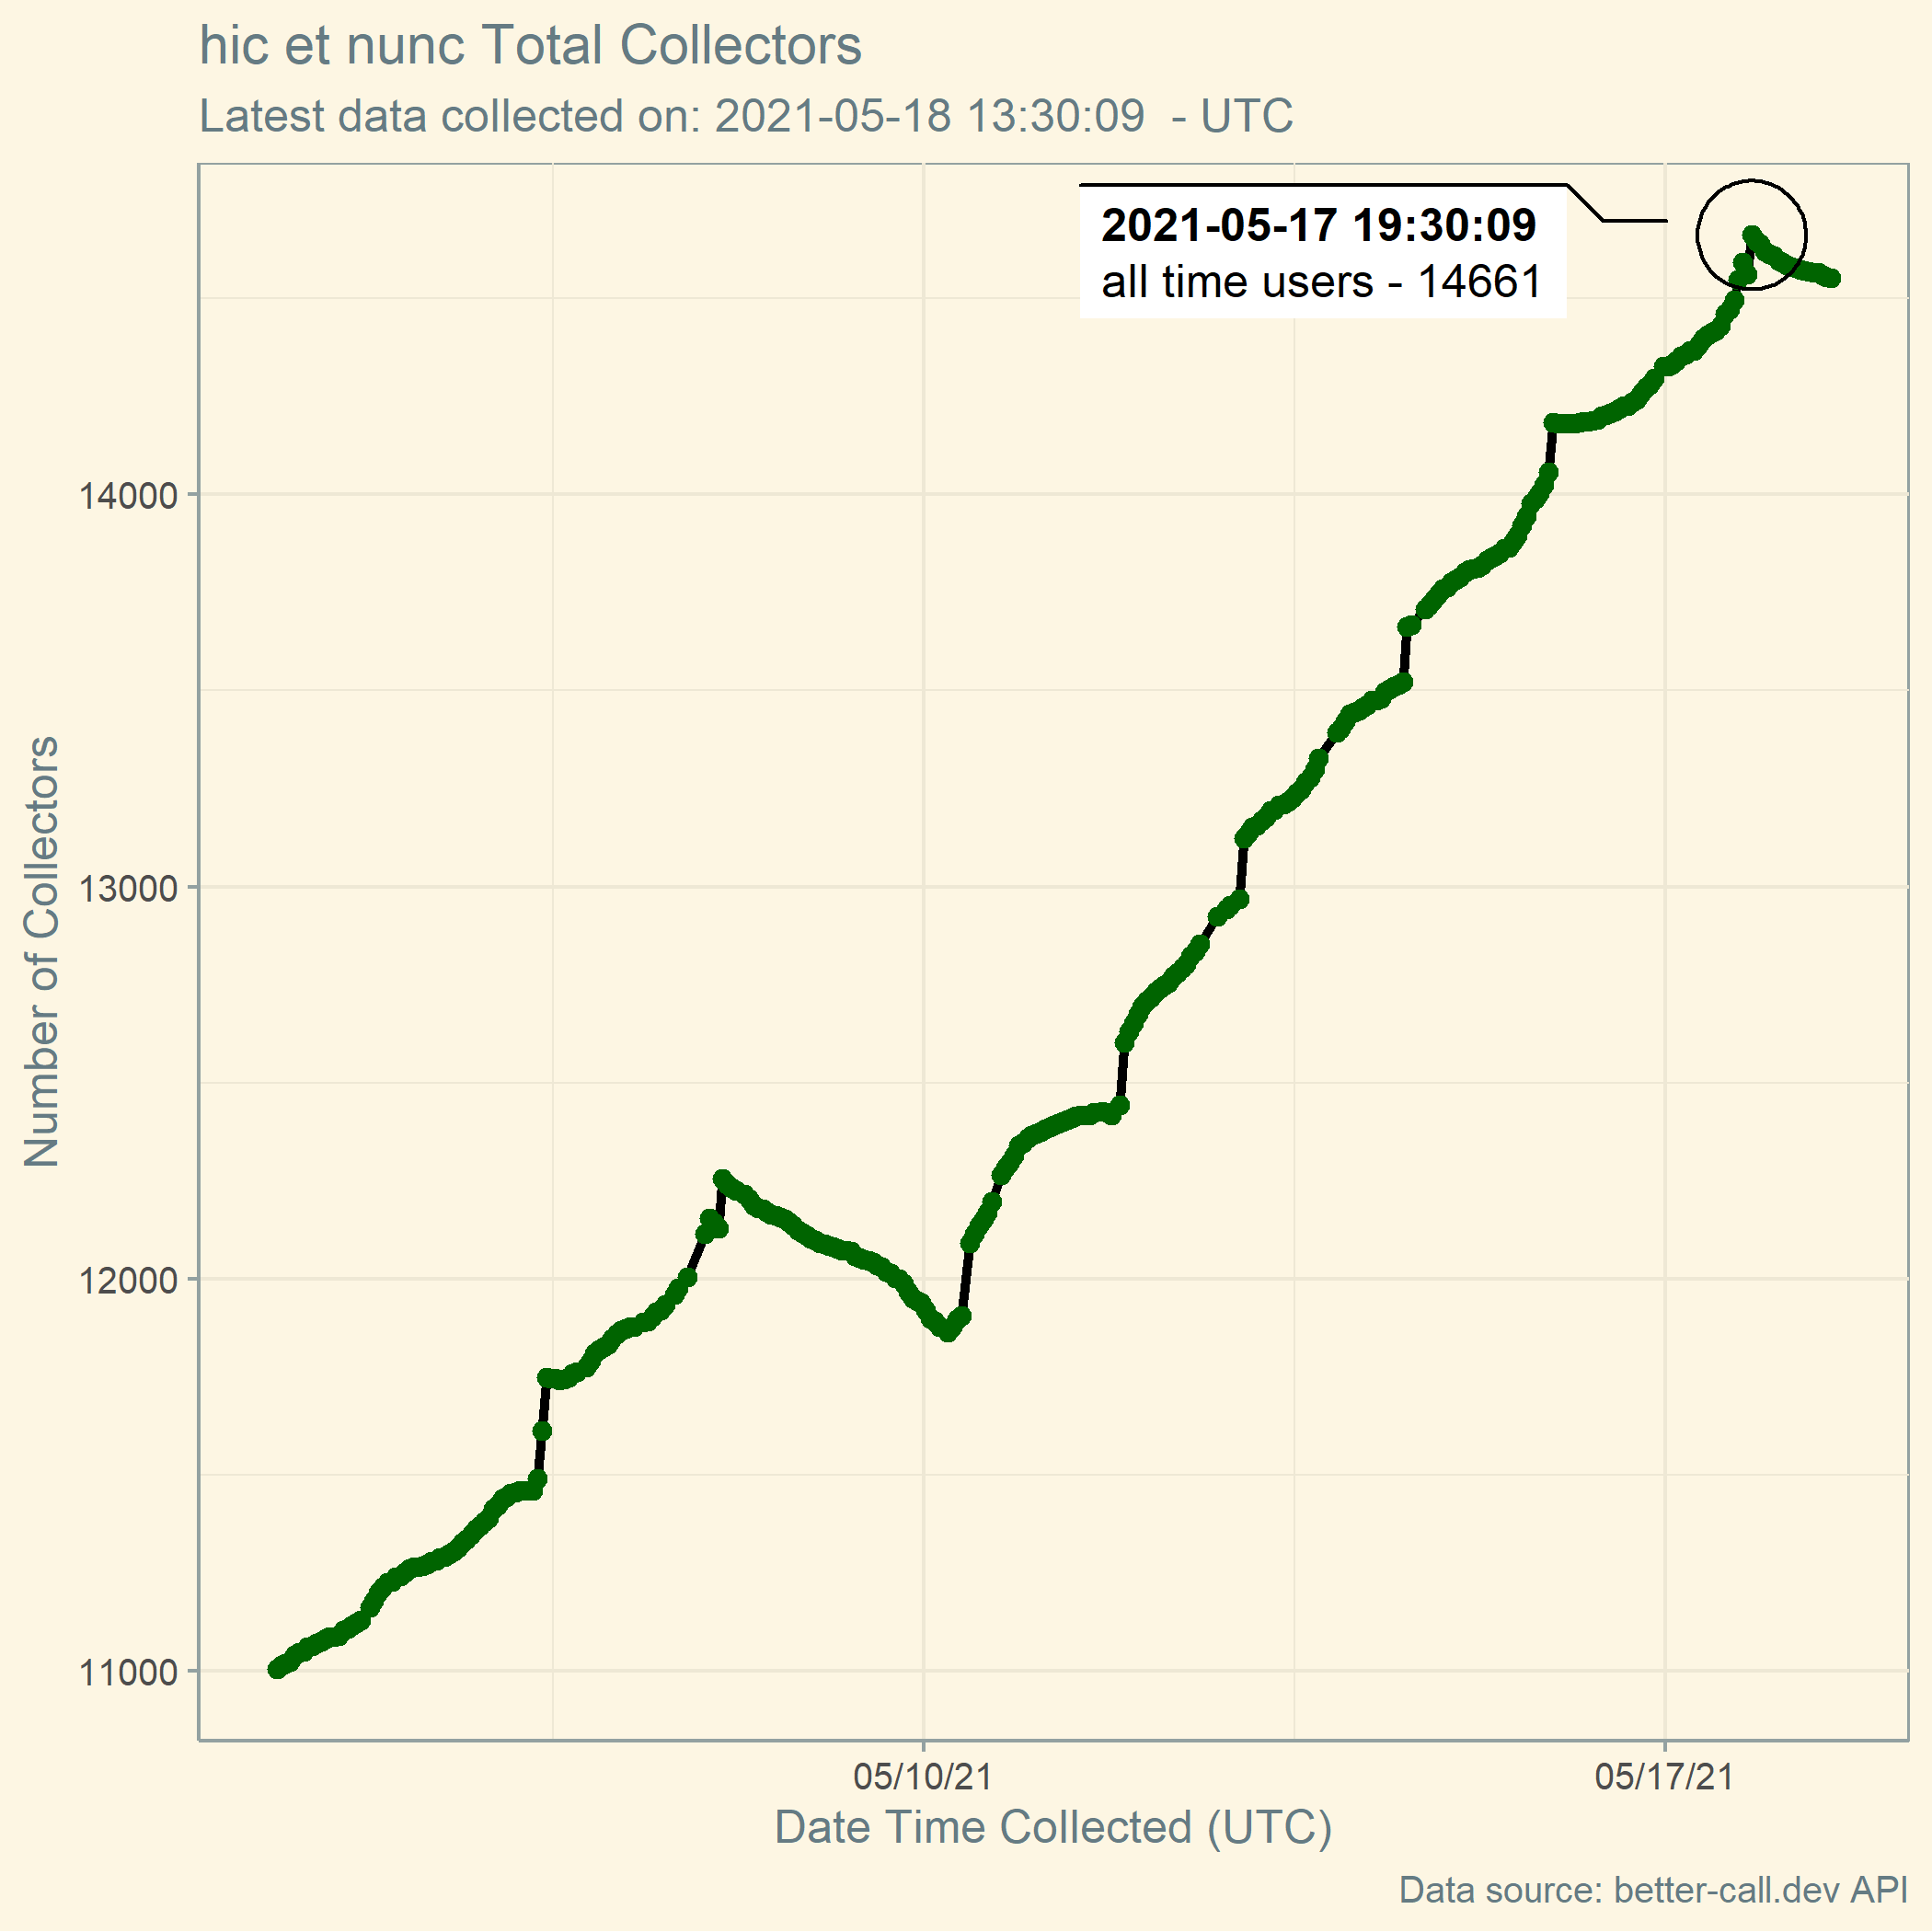 hic et nunc Total Collectors
Latest data collected on: 2021-05-18 13:30:09  - UTC
2021-05-17 19:30:09
all time users - 14661
Number of Collectors
14000
13000
12000
11000
05/10/21
05/17/21
Date Time Collected (UTC)
Data source: better-call.dev API